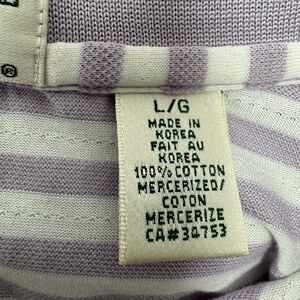 ®
L/G
MADE IN
KOREA
FAIT AU
KOREA
100% COTTON
MERCERIZED/
COTON
MERCERIZE
CA#34753